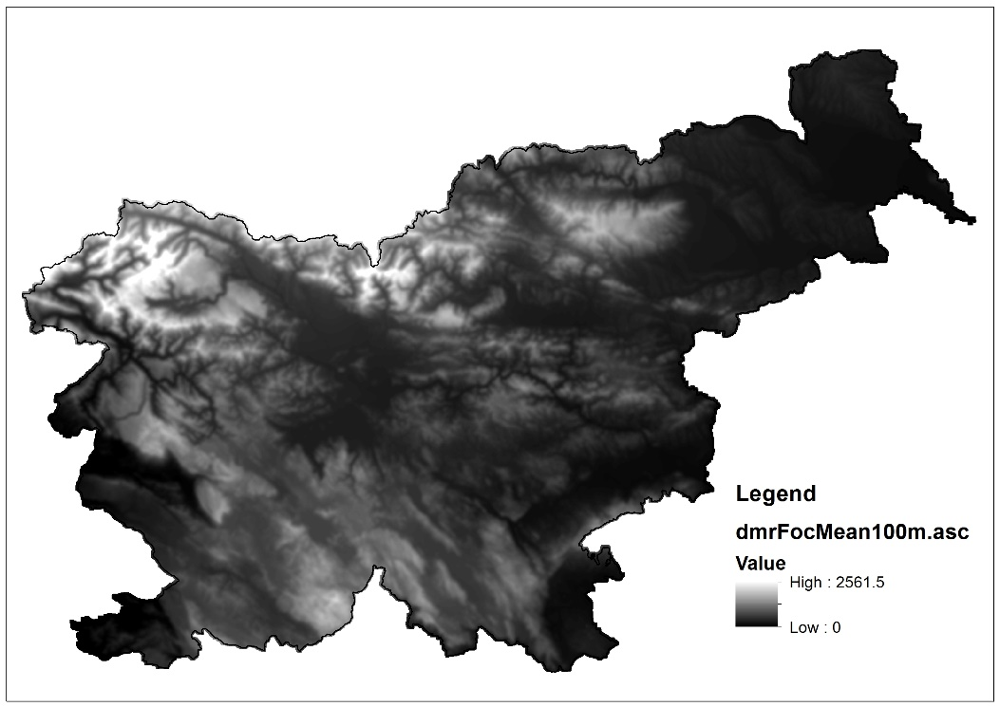 Legend
dmrFocMean100m.asc
Value
High : 2561.5
Low : 0